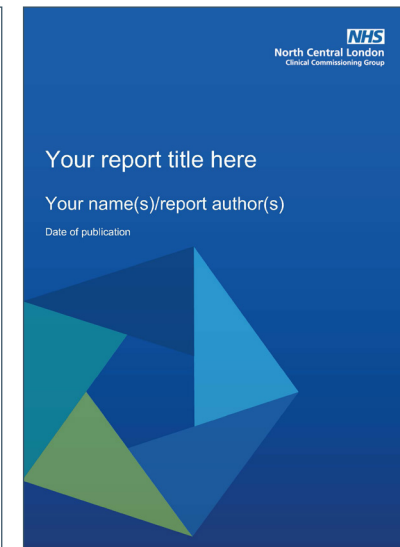 NHS
North Central London
Clinical Commissioning Group
Your report title here
Your name(s)/report author(s)
Date of publication